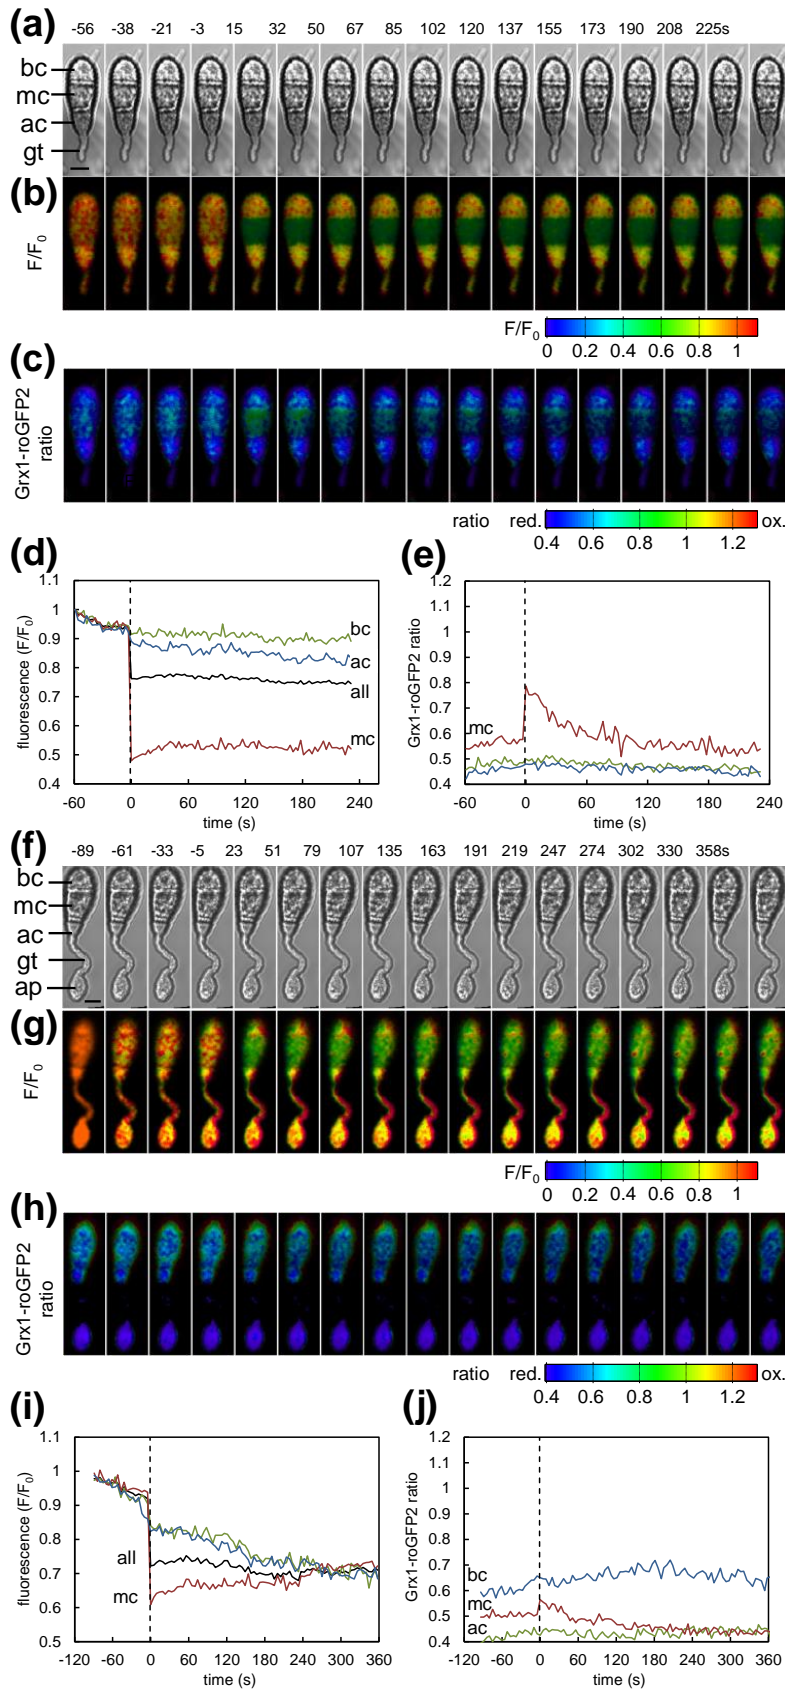 (a)
-56 -38 -21 -3 15 32 50 67 85 102 120 137 155 173 190 208 225s
bc
mc
ac
gt
(b)
F/F0
F/F0
0 0.2 0.4 0.6 0.8 1
(c)
Grx1-roGFP2
ratio
ratio red. ox.
0.4 0.6 0.8 1 1.2
(d)
1.1
1
0.9
0.8
0.7
0.6
0.5
0.4
fluorescence (F/F0)
bc
ac
all
mc
-60 0 60 120 180 240
time (s)
(e)
1.2
1.1
1
0.9
0.8
0.7
0.6
0.5
0.4
Grx1-roGFP2 ratio
mc
-60 0 60 120 180 240
time (s)
(f)
-89 -61 -33 -5 23 51 79 107 135 163 191 219 247 274 302 330 358s
bc
mc
ac
gt
ap
(g)
F/F0
F/F0
0 0.2 0.4 0.6 0.8 1
(h)
Grx1-roGFP2
ratio
ratio red. ox.
0.4 0.6 0.8 1 1.2
(i)
1.1
1
0.9
0.8
0.7
0.6
0.5
fluorescence (F/F0)
all
mc
-120 -60 0 60 120 180 240 300 360
time (s)
(j)
1.2
1.1
1
0.9
0.8
0.7
0.6
0.5
0.4
Grx1-roGFP2 ratio
bc
mc
ac
-120 -60 0 60 120 180 240 300 360
time (s)